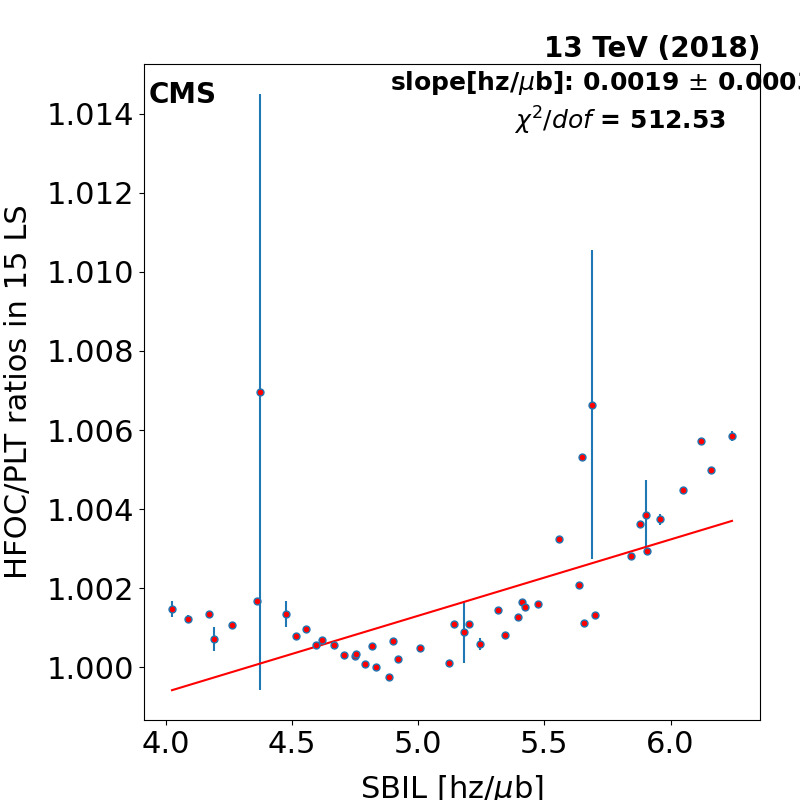 13 TeV (2018)
CMS
slope[hz/μb]: 0.0019 ± 0.0003
χ²/dof = 512.53
HFOC/PLT ratios in 15 LS
1.014
1.012
1.010
1.008
1.006
1.004
1.002
1.000
4.0 4.5 5.0 5.5 6.0
SBIL [hz/μb]